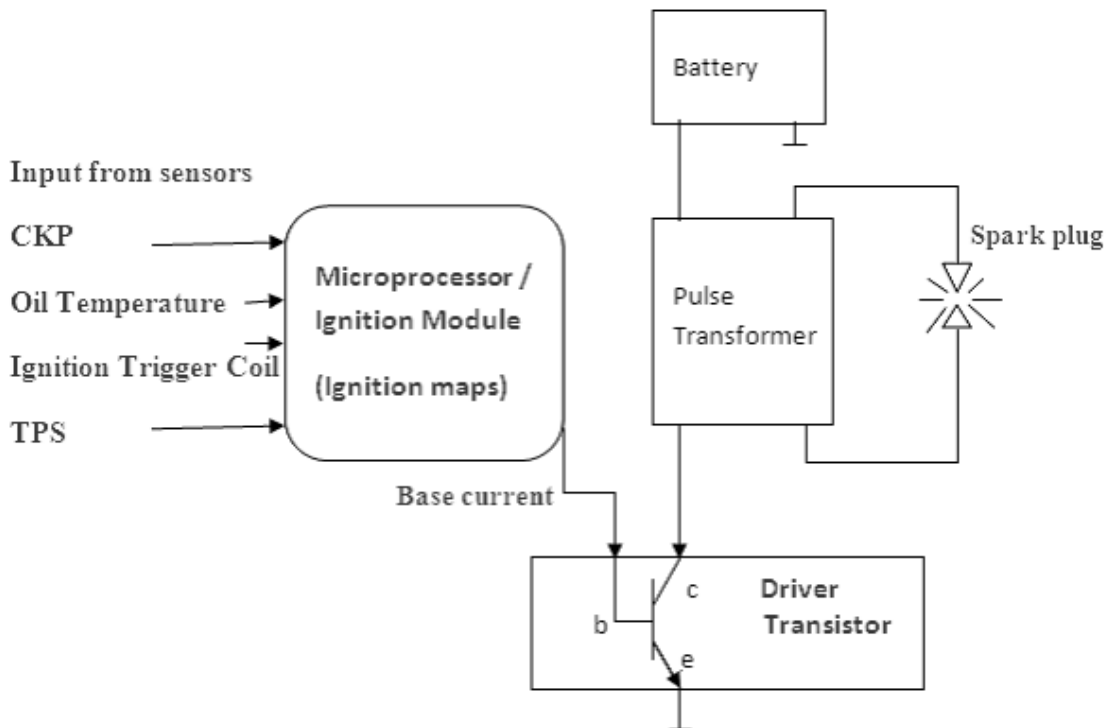 Battery
Input from sensors
CKP
Oil Temperature
Ignition Trigger Coil
TPS
Microprocessor /
Ignition Module
(Ignition maps)
Pulse
Transformer
Spark plug
Base current
b
c
e
Driver
Transistor